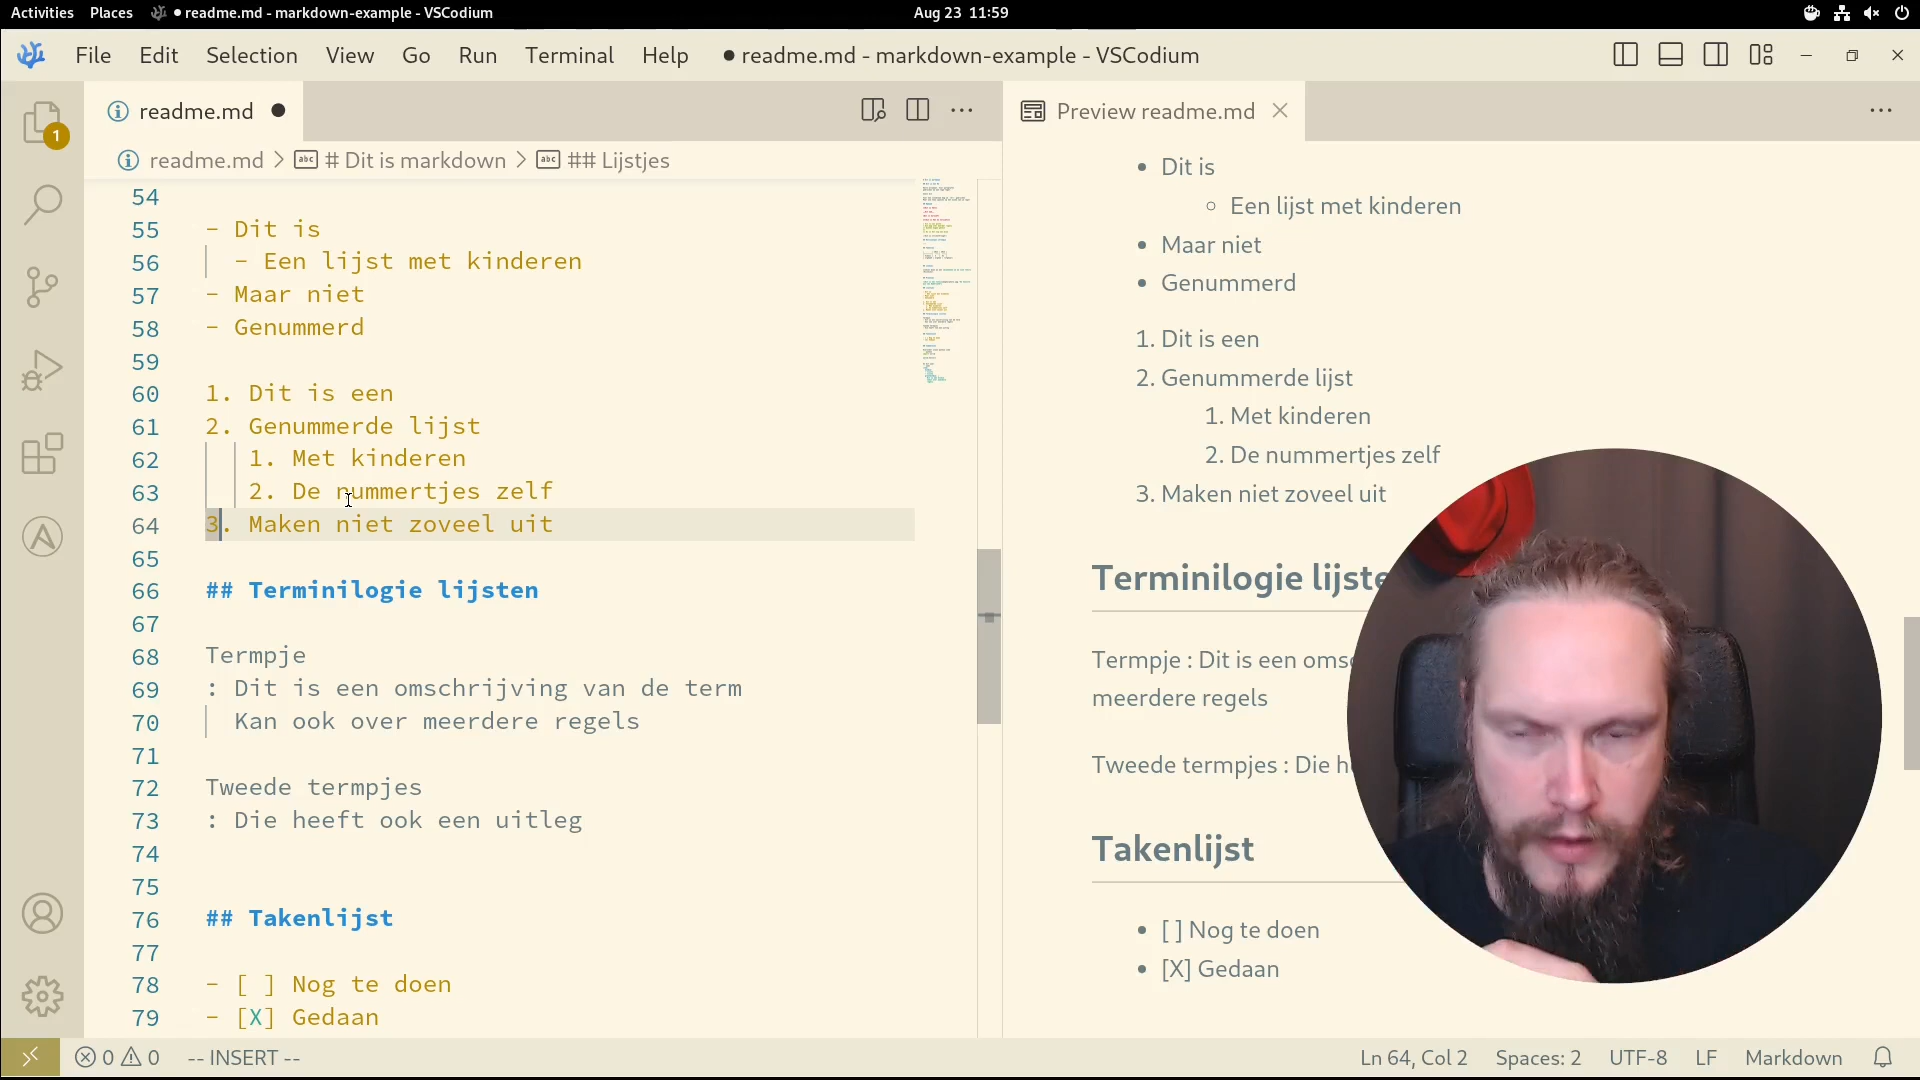 Activities Places ● readme.md - markdown-example - VSCodium
Aug 23 11:59
File Edit Selection View Go Run Terminal Help ● readme.md - markdown-example - VSCodium
1
readme.md ●
Preview readme.md
readme.md > # Dit is markdown > ## Lijstjes
54
55 - Dit is
56 - Een lijst met kinderen
57 - Maar niet
58 - Genummerd
59
60 1. Dit is een
61 2. Genummerde lijst
62 1. Met kinderen
63 2. De nummertjes zelf
64 3. Maken niet zoveel uit
65
66 ## Terminilogie lijsten
67
68 Termpje
69 : Dit is een omschrijving van de term
70 Kan ook over meerdere regels
71
72 Tweede termpjes
73 : Die heeft ook een uitleg
74
75
76 ## Takenlijst
77
78 - [ ] Nog te doen
79 - [X] Gedaan
• Dit is
◦ Een lijst met kinderen
• Maar niet
• Genummerd
1. Dit is een
2. Genummerde lijst
1. Met kinderen
2. De nummertjes zelf
3. Maken niet zoveel uit
Terminilogie lijste
Termpje : Dit is een omsc
meerdere regels
Tweede termpjes : Die h
Takenlijst
• [ ] Nog te doen
• [X] Gedaan
0 0 -- INSERT --
Ln 64, Col 2 Spaces: 2 UTF-8 LF Markdown